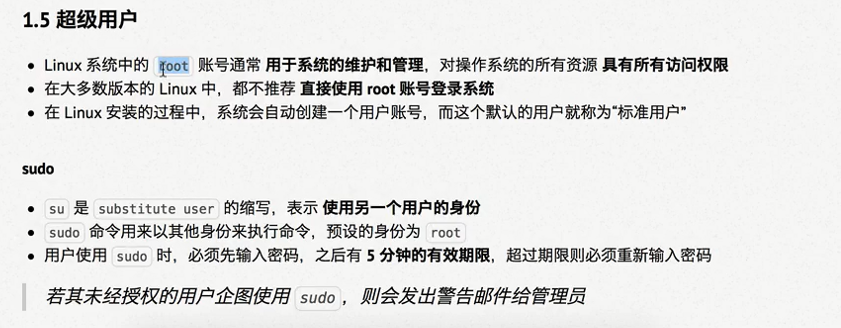 1.5 超级用户
Linux 系统中的 root 账号通常 用于系统的维护和管理，对操作系统的所有资源 具有所有访问权限
在大多数版本的 Linux 中，都不推荐 直接使用 root 账号登录系统
在 Linux 安装的过程中，系统会自动创建一个用户账号，而这个默认的用户就称为“标准用户”
sudo
su 是 substitute user 的缩写，表示 使用另一个用户的身份
sudo 命令用来以其他身份来执行命令，预设的身份为 root
用户使用 sudo 时，必须先输入密码，之后有 5 分钟的有效期限，超过期限则必须重新输入密码
若其未经授权的用户企图使用 sudo，则会发出警告邮件给管理员